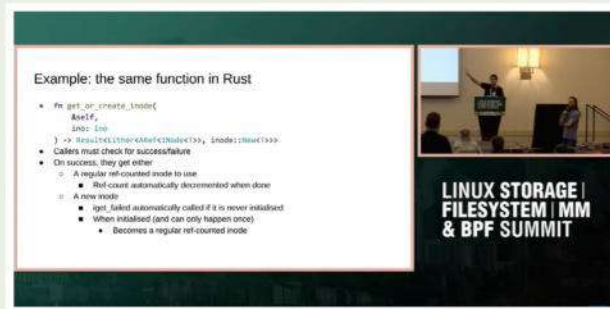 Example: the same function in Rust
fn get_or_create_inode(
&self,
ino: Ino
) -> Result<Either<ARef<INode<T>>, inode::New<T>>>
Callers must check for success/failure
On success, they get either
A regular ref-counted inode to use
Ref-count automatically decremented when done
A new inode
iget_failed automatically called if it is never initialised
When initialised (and can only happen once)
Becomes a regular ref-counted inode
LINUX STORAGE |
FILESYSTEM | MM
& BPF SUMMIT